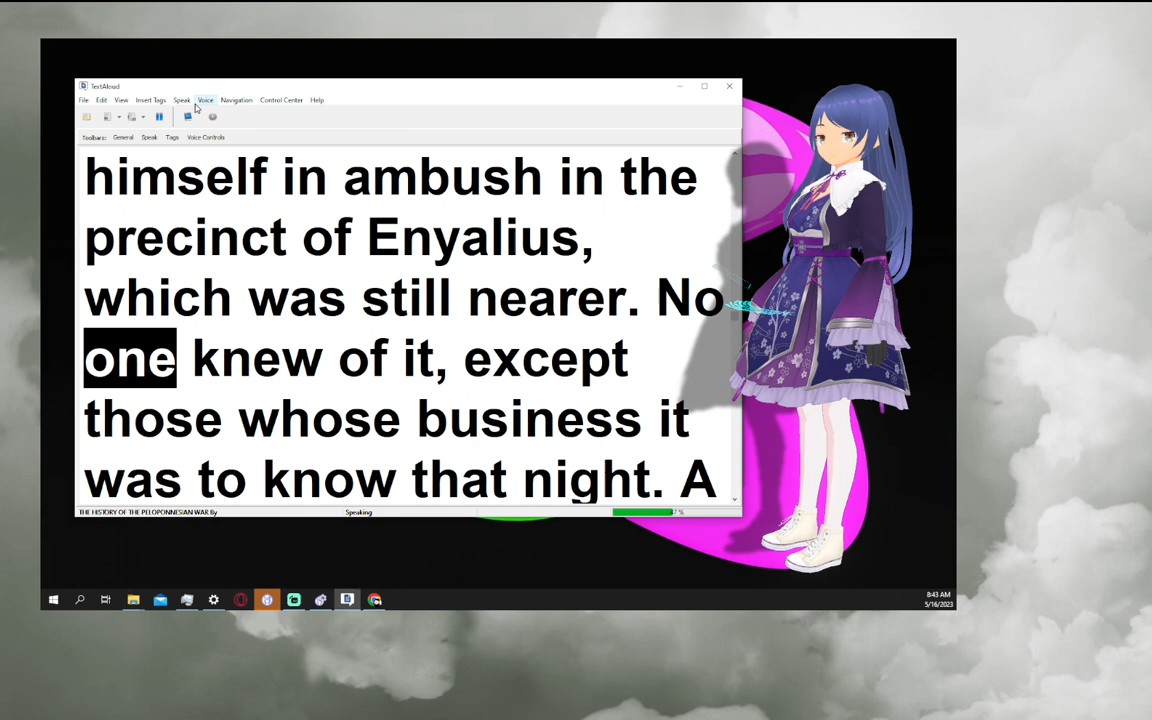 TextAloud
File Edit View Insert Tags Speak Voice Navigation Control Center Help
Toolbars: General Speak Tags Voice Controls
himself in ambush in the
precinct of Enyalius,
which was still nearer. No
one knew of it, except
those whose business it
was to know that night. A
THE HISTORY OF THE PELOPONNESIAN WAR By Speaking 47 %
8:43 AM
5/16/2023